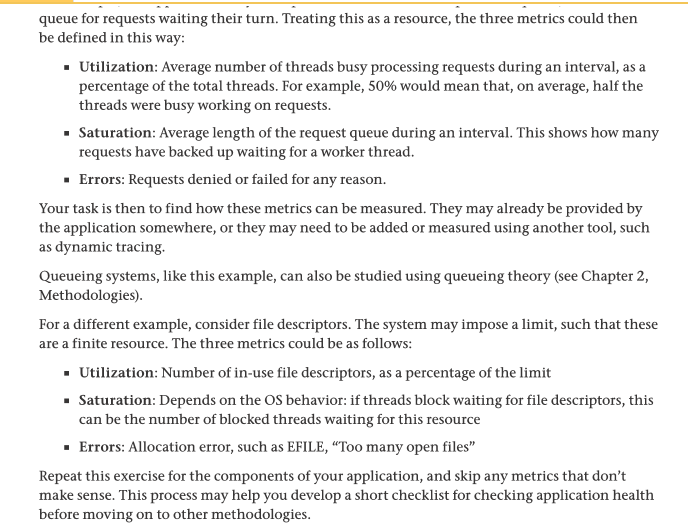 queue for requests waiting their turn. Treating this as a resource, the three metrics could then
be defined in this way:
▪ Utilization: Average number of threads busy processing requests during an interval, as a
percentage of the total threads. For example, 50% would mean that, on average, half the
threads were busy working on requests.
▪ Saturation: Average length of the request queue during an interval. This shows how many
requests have backed up waiting for a worker thread.
▪ Errors: Requests denied or failed for any reason.
Your task is then to find how these metrics can be measured. They may already be provided by
the application somewhere, or they may need to be added or measured using another tool, such
as dynamic tracing.
Queueing systems, like this example, can also be studied using queueing theory (see Chapter 2,
Methodologies).
For a different example, consider file descriptors. The system may impose a limit, such that these
are a finite resource. The three metrics could be as follows:
▪ Utilization: Number of in-use file descriptors, as a percentage of the limit
▪ Saturation: Depends on the OS behavior: if threads block waiting for file descriptors, this
can be the number of blocked threads waiting for this resource
▪ Errors: Allocation error, such as EFILE, “Too many open files”
Repeat this exercise for the components of your application, and skip any metrics that don’t
make sense. This process may help you develop a short checklist for checking application health
before moving on to other methodologies.